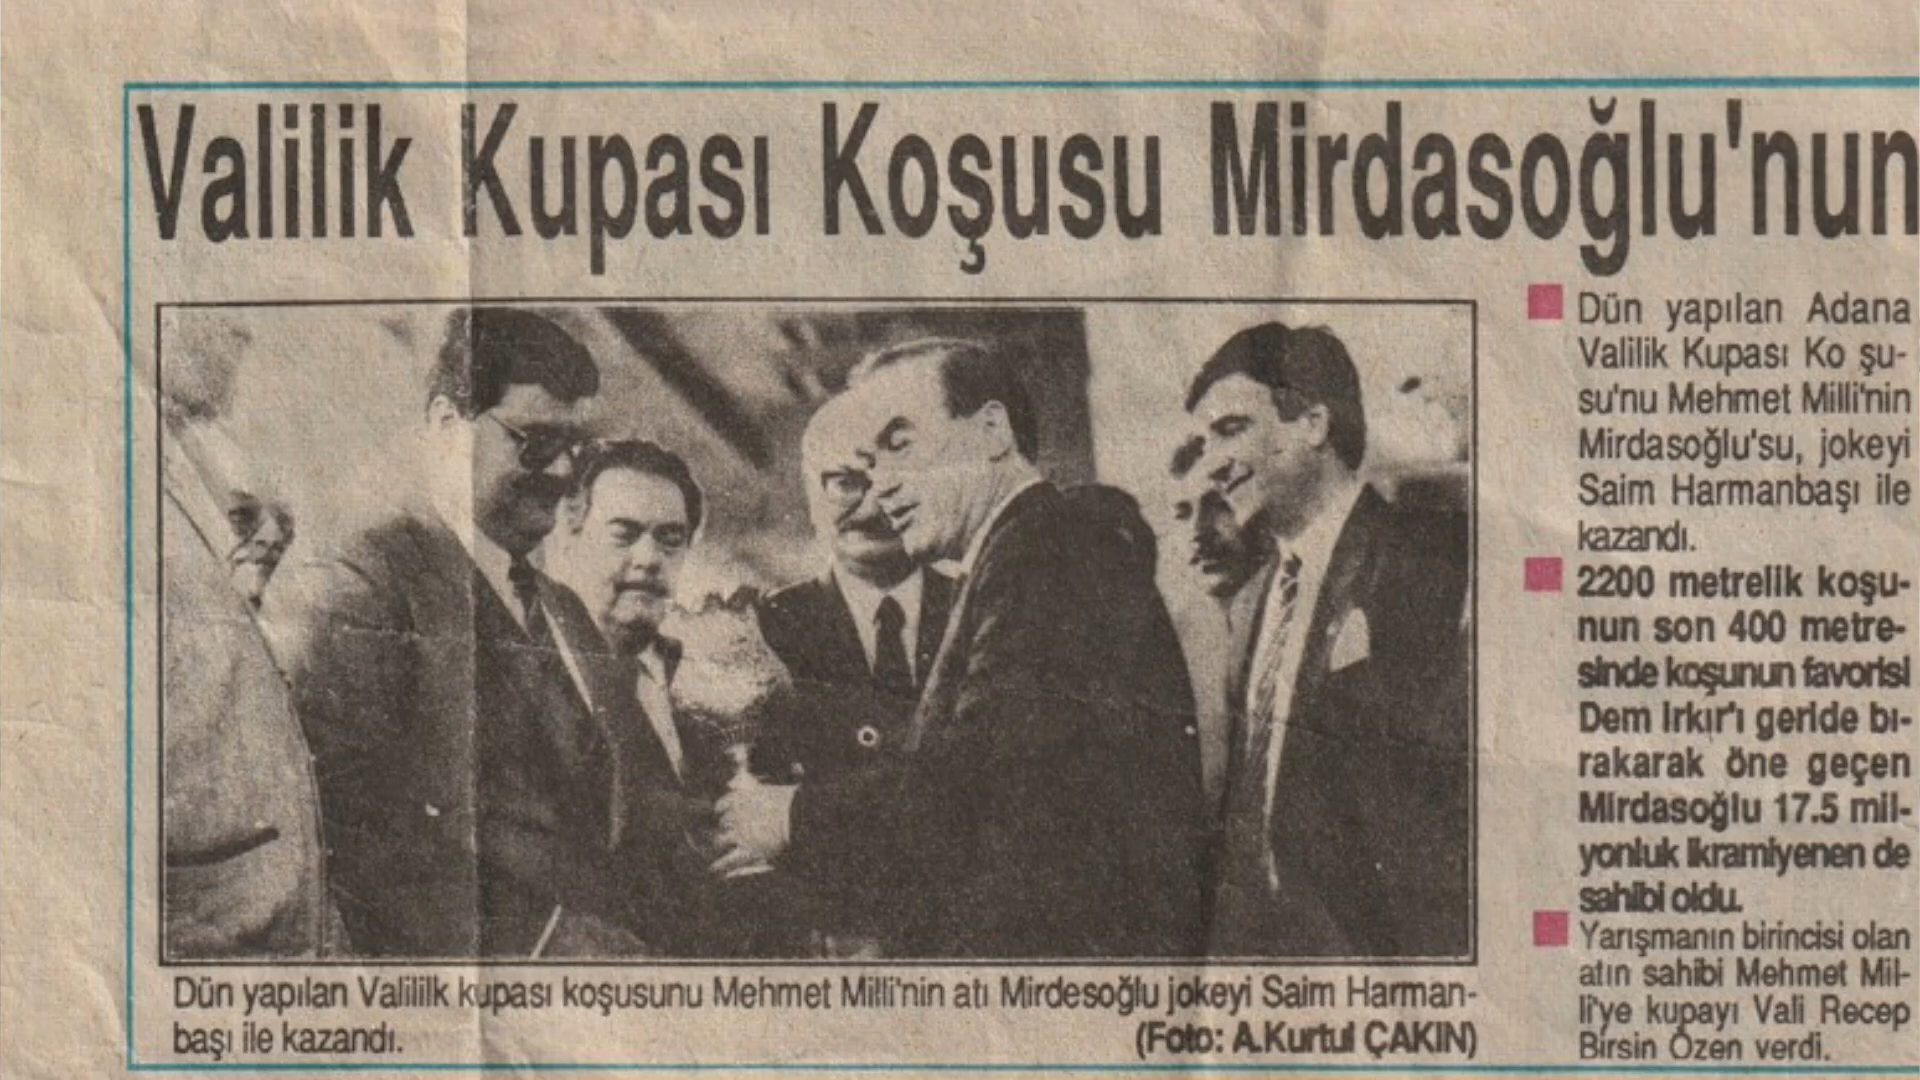 Valilik Kupası Koşusu Mirdasoğlu'nun
Dün yapılan Adana
Valilik Kupası Ko şu-
su'nu Mehmet Milli'nin
Mirdasoğlu'su, jokeyi
Saim Harmanbaşı ile
kazandı.
2200 metrelik koşu-
nun son 400 metre-
sinde koşunun favorisi
Dem Irkır'ı geride bı-
rakarak öne geçen
Mirdasoğlu 17.5 mil-
yonluk ikramiyenen de
sahibi oldu.
Yarışmanın birincisi olan
atın sahibi Mehmet Mil-
li'ye kupayı Vali Recep
Birsin Özen verdi.
Dün yapılan Valililk kupası koşusunu Mehmet Milli'nin atı Mirdesoğlu jokeyi Saim Harman-
başı ile kazandı.
(Foto: A.Kurtul ÇAKIN)